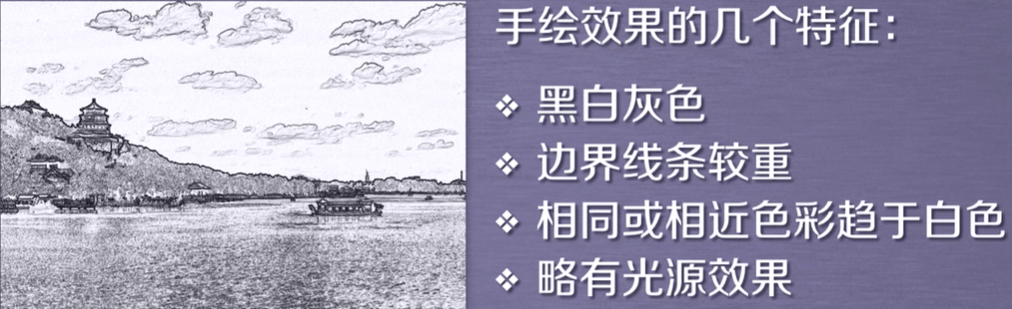 手绘效果的几个特征：
❖ 黑白灰色
❖ 边界线条较重
❖ 相同或相近色彩趋于白色
❖ 略有光源效果